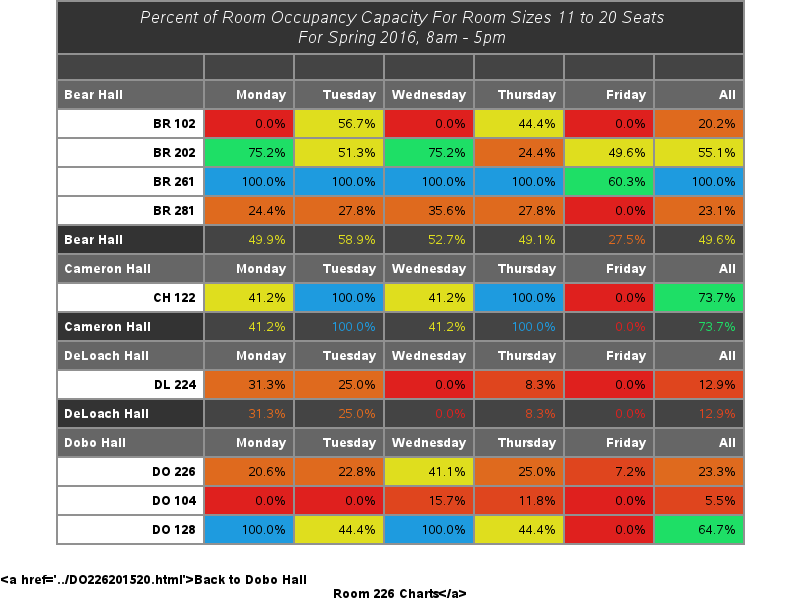 Percent of Room Occupancy Capacity For Room Sizes 11 to 20 Seats
For Spring 2016, 8am - 5pm
Bear Hall Monday Tuesday Wednesday Thursday Friday All
BR 102 0.0% 56.7% 0.0% 44.4% 0.0% 20.2%
BR 202 75.2% 51.3% 75.2% 24.4% 49.6% 55.1%
BR 261 100.0% 100.0% 100.0% 100.0% 60.3% 100.0%
BR 281 24.4% 27.8% 35.6% 27.8% 0.0% 23.1%
Bear Hall 49.9% 58.9% 52.7% 49.1% 27.5% 49.6%
Cameron Hall Monday Tuesday Wednesday Thursday Friday All
CH 122 41.2% 100.0% 41.2% 100.0% 0.0% 73.7%
Cameron Hall 41.2% 100.0% 41.2% 100.0% 0.0% 73.7%
DeLoach Hall Monday Tuesday Wednesday Thursday Friday All
DL 224 31.3% 25.0% 0.0% 8.3% 0.0% 12.9%
DeLoach Hall 31.3% 25.0% 0.0% 8.3% 0.0% 12.9%
Dobo Hall Monday Tuesday Wednesday Thursday Friday All
DO 226 20.6% 22.8% 41.1% 25.0% 7.2% 23.3%
DO 104 0.0% 0.0% 15.7% 11.8% 0.0% 5.5%
DO 128 100.0% 44.4% 100.0% 44.4% 0.0% 64.7%
<a href='../DO226201520.html'>Back to Dobo Hall
Room 226 Charts</a>